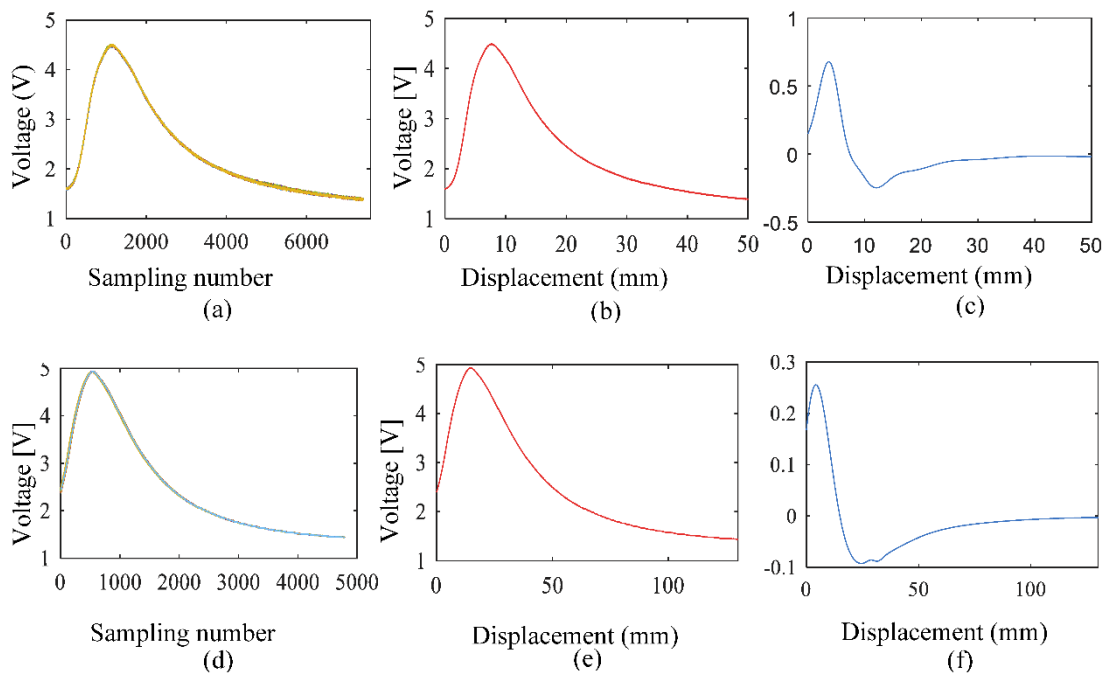 5
4
3
2
1
Voltage (V)
0 2000 4000 6000
Sampling number
(a)
5
4
3
2
1
Voltage [V]
0 10 20 30 40 50
Displacement (mm)
(b)
1
0.5
0
-0.5
0 10 20 30 40 50
Displacement (mm)
(c)
5
4
3
2
1
Voltage [V]
0 1000 2000 3000 4000 5000
Sampling number
(d)
5
4
3
2
1
Voltage [V]
0 50 100
Displacement (mm)
(e)
0.3
0.2
0.1
0
-0.1
0 50 100
Displacement (mm)
(f)